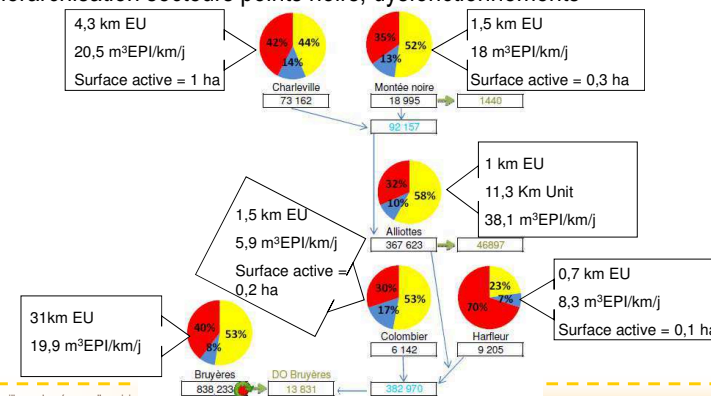 4,3 km EU
20,5 m³EPI/km/j
Surface active = 1 ha
42%
44%
14%
Charleville
73 162
35%
52%
13%
Montée noire
18 995
1440
1,5 km EU
18 m³EPI/km/j
Surface active = 0,3 ha
92 157
32%
58%
10%
Alliottes
367 623
46897
1 km EU
11,3 Km Unit
38,1 m³EPI/km/j
1,5 km EU
5,9 m³EPI/km/j
Surface active =
0,2 ha
30%
53%
17%
Colombier
6 142
23%
7%
70%
Harfleur
9 205
0,7 km EU
8,3 m³EPI/km/j
Surface active = 0,1 ha
31km EU
19,9 m³EPI/km/j
40%
53%
8%
Bruyères
838 233
DO Bruyères
13 831
382 970